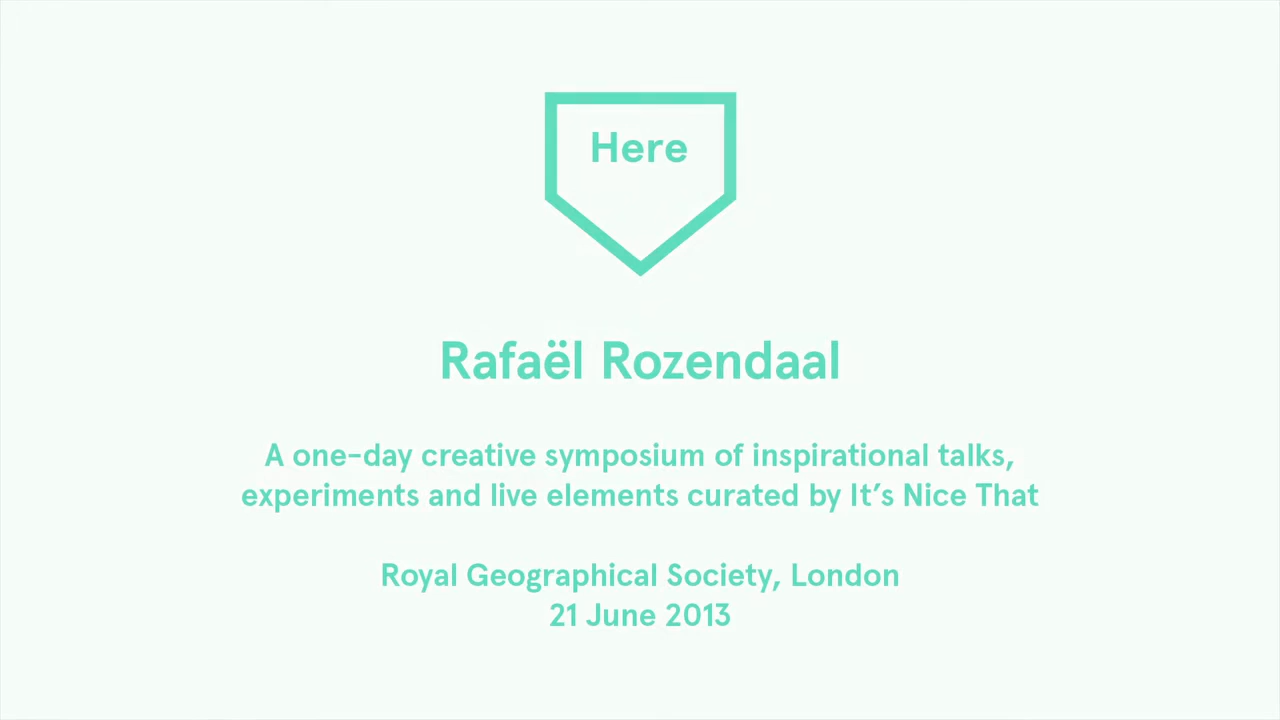 Here
Rafaël Rozendaal
A one-day creative symposium of inspirational talks,
experiments and live elements curated by It’s Nice That
Royal Geographical Society, London
21 June 2013